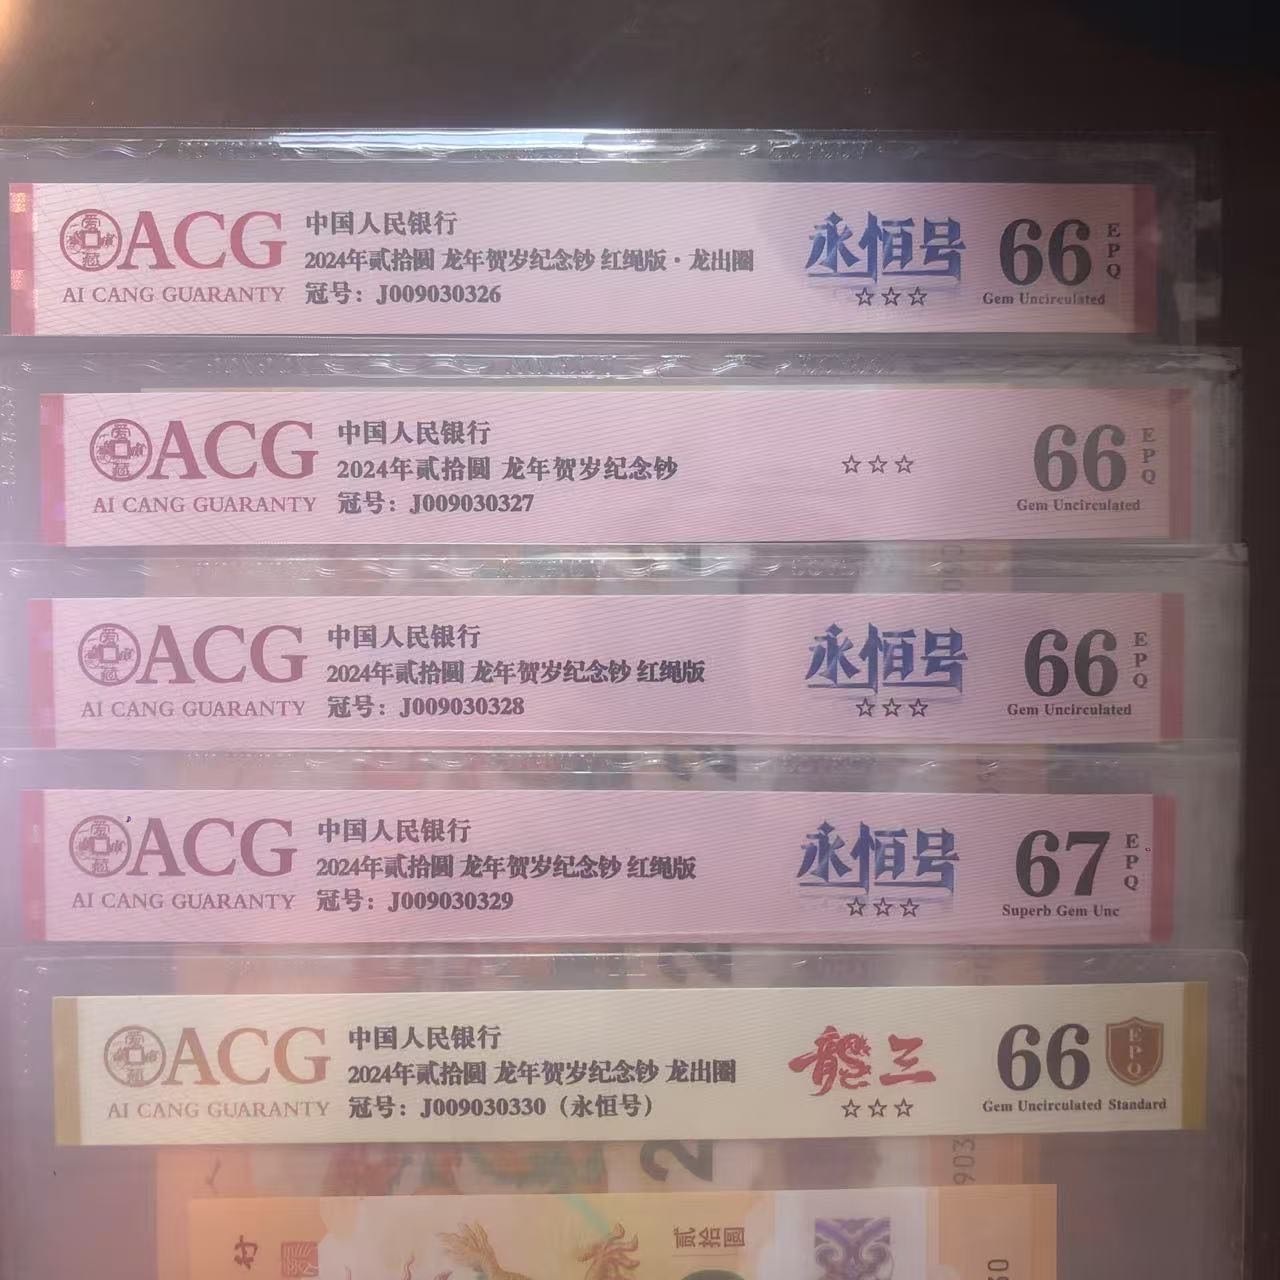 ACG
AI CANG GUARANTY
中国人民银行
2024年贰拾圆 龙年贺岁纪念钞 红绳版·龙出圈
冠号：J009030326
永恒号
☆☆☆
66
EPQ
Gem Uncirculated
ACG
AI CANG GUARANTY
中国人民银行
2024年贰拾圆 龙年贺岁纪念钞
冠号：J009030327
☆☆☆
66
EPQ
Gem Uncirculated
ACG
AI CANG GUARANTY
中国人民银行
2024年贰拾圆 龙年贺岁纪念钞 红绳版
冠号：J009030328
永恒号
☆☆☆
66
EPQ
Gem Uncirculated
ACG
AI CANG GUARANTY
中国人民银行
2024年贰拾圆 龙年贺岁纪念钞 红绳版
冠号：J009030329
永恒号
☆☆☆
67
EPQ
Superb Gem Unc
ACG
AI CANG GUARANTY
中国人民银行
2024年贰拾圆 龙年贺岁纪念钞 龙出圈
冠号：J009030330（永恒号）
龍三
☆☆☆
66
EPQ
Gem Uncirculated Standard
贰拾圆